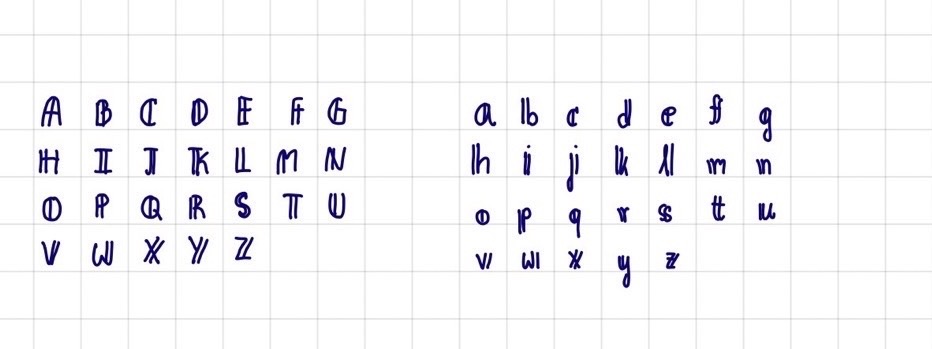 𝔸 𝔹 ℂ 𝔻 𝔼 𝔽 𝔾
ℍ 𝕀 𝕁 𝕂 𝕃 𝕄 ℕ
𝕆 ℙ ℚ ℝ 𝕊 𝕋 𝕌
𝕍 𝕎 𝕏 𝕐 ℤ
𝕒 𝕓 𝕔 𝕕 𝕖 𝕗 𝕘
𝕙 𝕚 𝕛 𝕜 𝕝 𝕞 𝕟
𝕠 𝕡 𝕢 𝕣 𝕤 𝕥 𝕦
𝕧 𝕨 𝕩 𝕪 𝕫